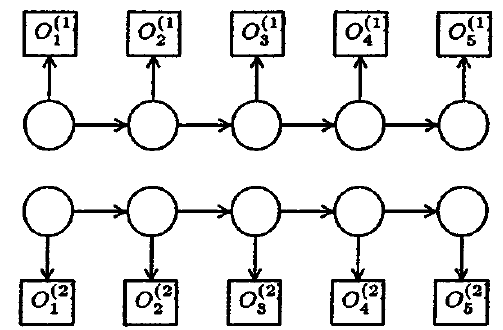 O₁⁽¹ O₂⁽¹ O₃⁽¹ O₄⁽¹ O₅⁽¹
O₁⁽² O₂⁽² O₃⁽² O₄⁽² O₅⁽²